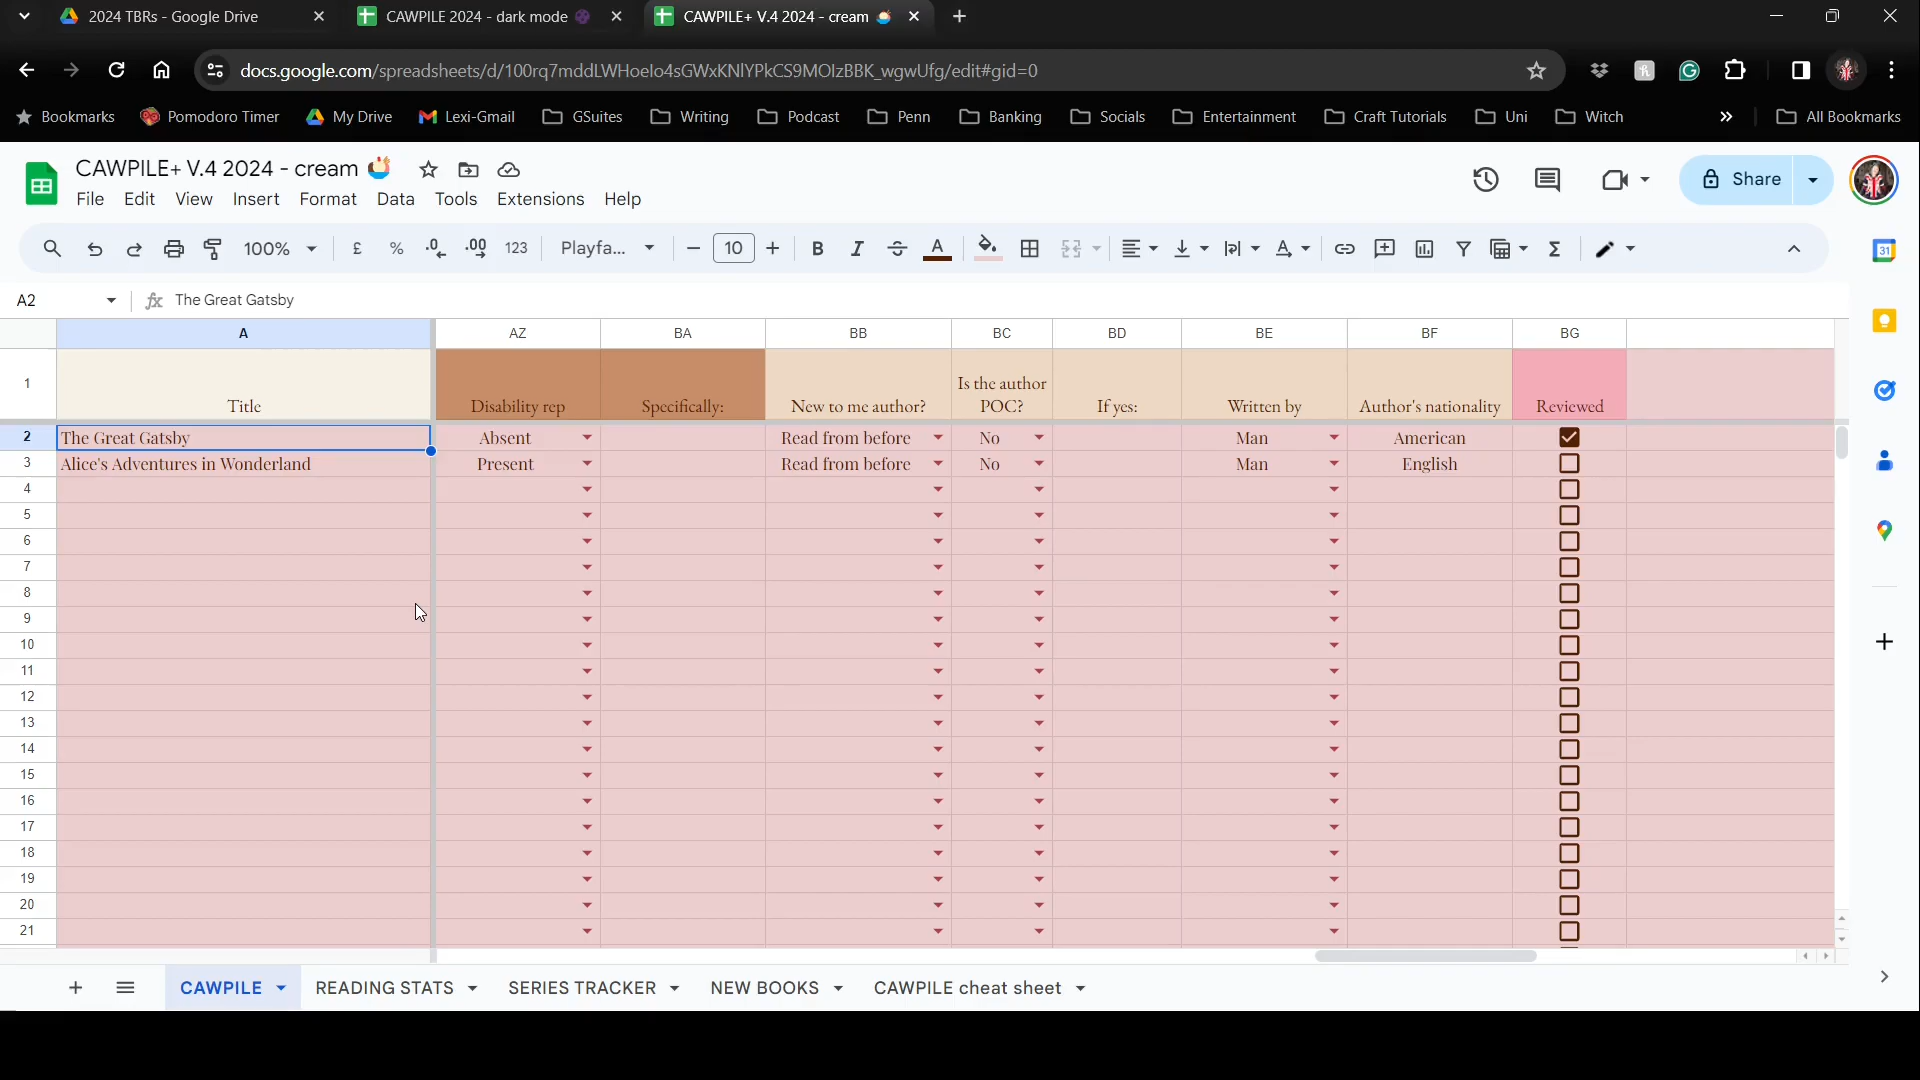 2024 TBRs - Google Drive
CAWPILE 2024 - dark mode
CAWPILE+ V.4 2024 - cream
docs.google.com/spreadsheets/d/100rq7mddLWHoelo4sGWxKNlYPkCS9MOIzBBK_wgwUfg/edit#gid=0
Bookmarks
Pomodoro Timer
My Drive
Lexi-Gmail
GSuites
Writing
Podcast
Penn
Banking
Socials
Entertainment
Craft Tutorials
Uni
Witch
All Bookmarks
CAWPILE+ V.4 2024 - cream
File Edit View Insert Format Data Tools Extensions Help
Share
100% £ % .0 .00 123 Playfa... 10 B I A
31
A2 fx The Great Gatsby
A AZ BA BB BC BD BE BF BG
1 Title Disability rep Specifically: New to me author? Is the author POC? If yes: Written by Author's nationality Reviewed
2 The Great Gatsby Absent Read from before No Man American
3 Alice's Adventures in Wonderland Present Read from before No Man English
4
5
6
7
8
9
10
11
12
13
14
15
16
17
18
19
20
21
CAWPILE READING STATS SERIES TRACKER NEW BOOKS CAWPILE cheat sheet